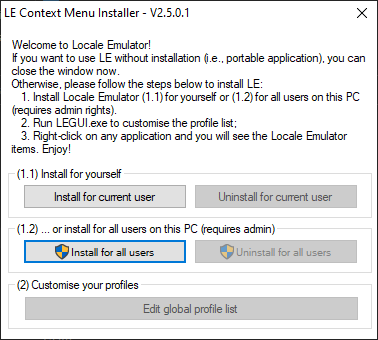 LE Context Menu Installer - V2.5.0.1
Welcome to Locale Emulator!
If you want to use LE without installation (i.e., portable application), you can
close the window now.
Otherwise, please follow the steps below to install LE:
1. Install Locale Emulator (1.1) for yourself or (1.2) for all users on this PC
(requires admin rights).
2. Run LEGUI.exe to customise the profile list;
3. Right-click on any application and you will see the Locale Emulator
items. Enjoy!
(1.1) Install for yourself
Install for current user
Uninstall for current user
(1.2) ... or install for all users on this PC (requires admin)
Install for all users
Uninstall for all users
(2) Customise your profiles
Edit global profile list